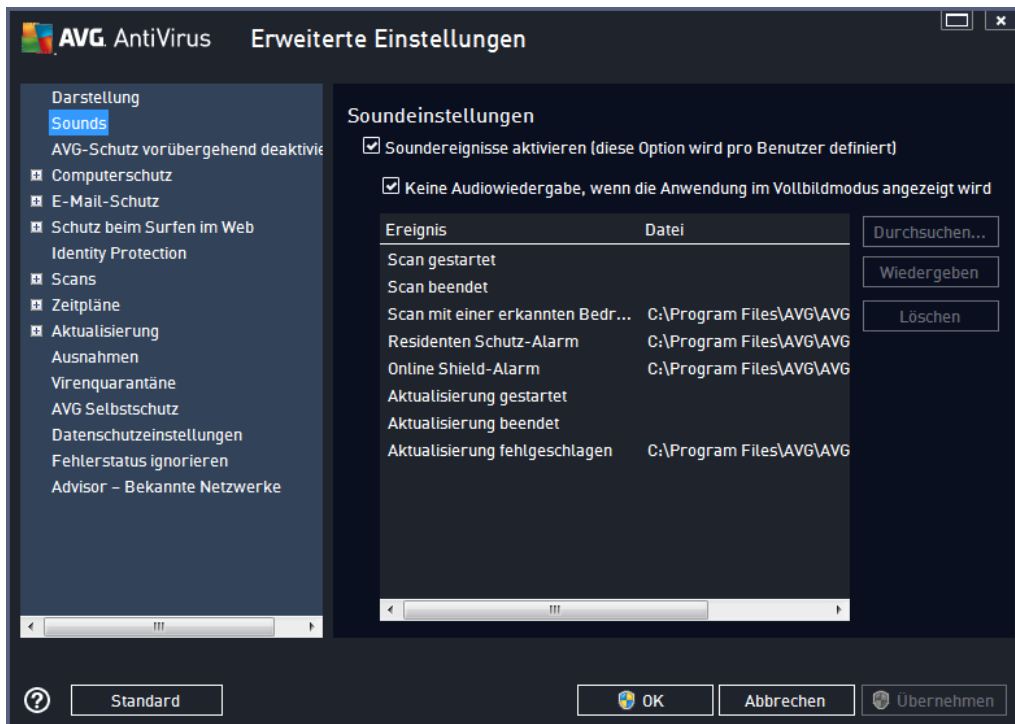 AVG. AntiVirus Erweiterte Einstellungen
Darstellung
Sounds
AVG-Schutz vorübergehend deaktivie
Computerschutz
E-Mail-Schutz
Schutz beim Surfen im Web
Identity Protection
Scans
Zeitpläne
Aktualisierung
Ausnahmen
Virenquarantäne
AVG Selbstschutz
Datenschutzeinstellungen
Fehlerstatus ignorieren
Advisor – Bekannte Netzwerke
Soundeinstellungen
Soundereignisse aktivieren (diese Option wird pro Benutzer definiert)
Keine Audiowiedergabe, wenn die Anwendung im Vollbildmodus angezeigt wird
Ereignis Datei
Scan gestartet
Scan beendet
Scan mit einer erkannten Bedr... C:\Program Files\AVG\AVG
Residenten Schutz-Alarm C:\Program Files\AVG\AVG
Online Shield-Alarm C:\Program Files\AVG\AVG
Aktualisierung gestartet
Aktualisierung beendet
Aktualisierung fehlgeschlagen C:\Program Files\AVG\AVG
Durchsuchen...
Wiedergeben
Löschen
Standard
OK
Abbrechen
Übernehmen